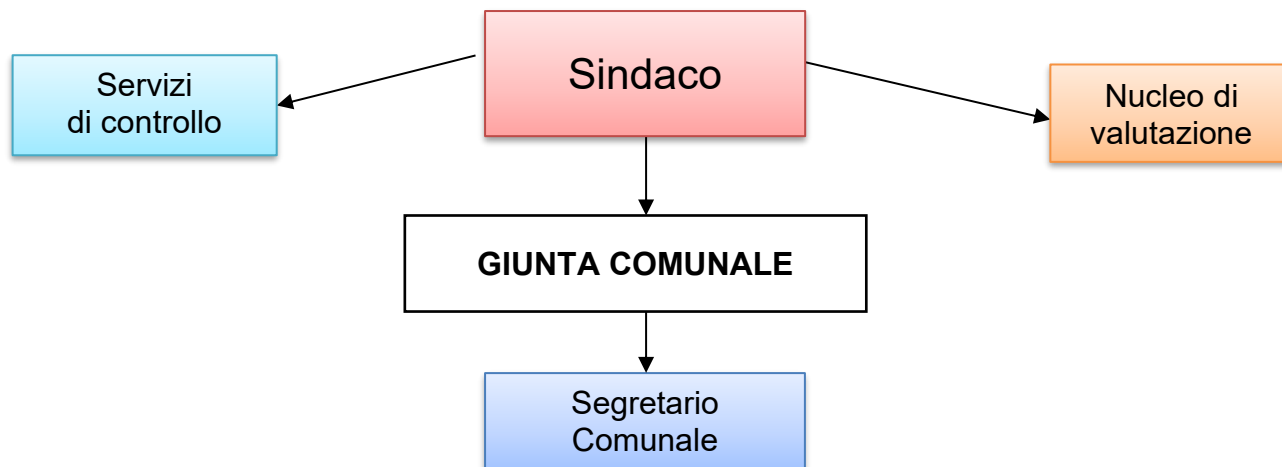 Sindaco
Servizi
di controllo
Nucleo di
valutazione
GIUNTA COMUNALE
Segretario
Comunale